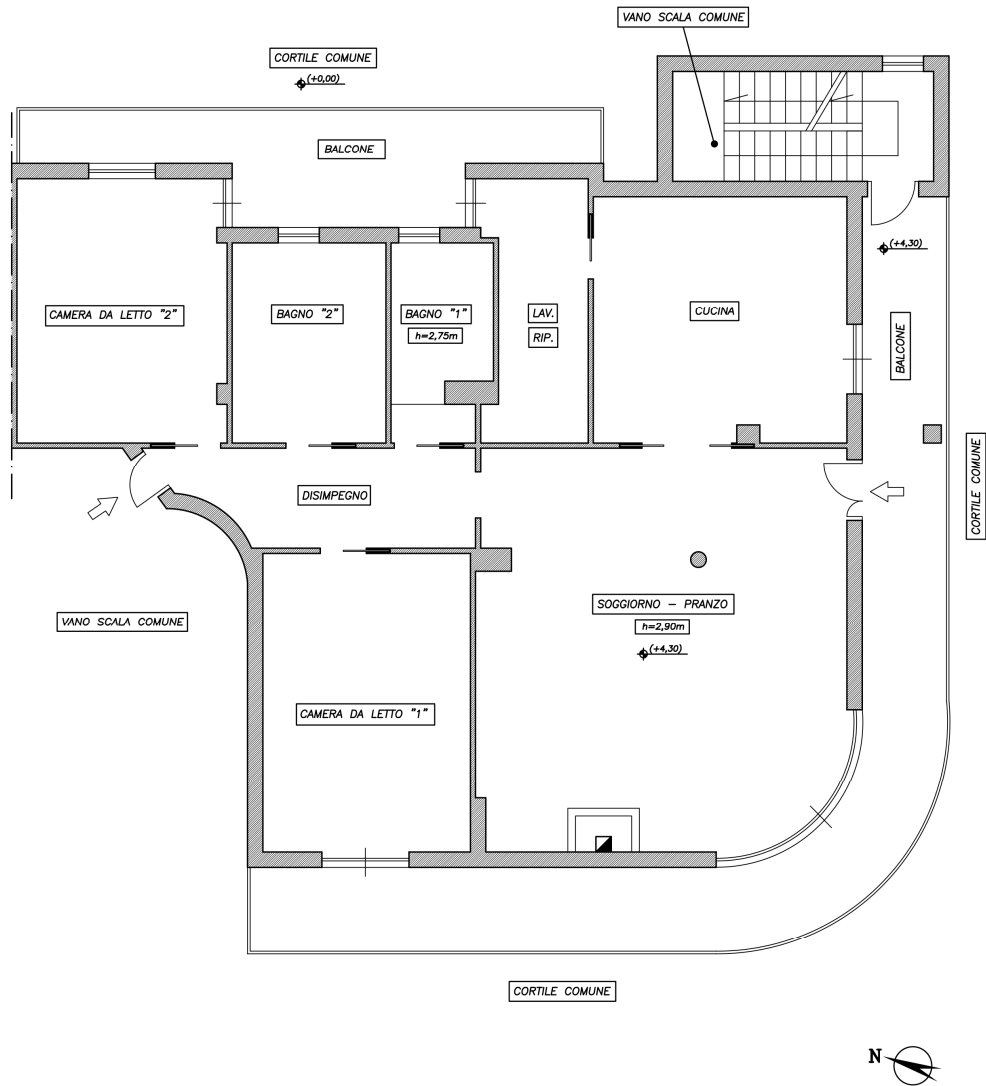 VANO SCALA COMUNE
CORTILE COMUNE
(+0,00)
BALCONE
(+4,30)
CAMERA DA LETTO "2"
BAGNO "2"
BAGNO "1"
h=2,75m
LAV.
RIP.
CUCINA
BALCONE
CORTILE COMUNE
DISIMPEGNO
VANO SCALA COMUNE
SOGGIORNO – PRANZO
h=2,90m
(+4,30)
CAMERA DA LETTO "1"
CORTILE COMUNE
N